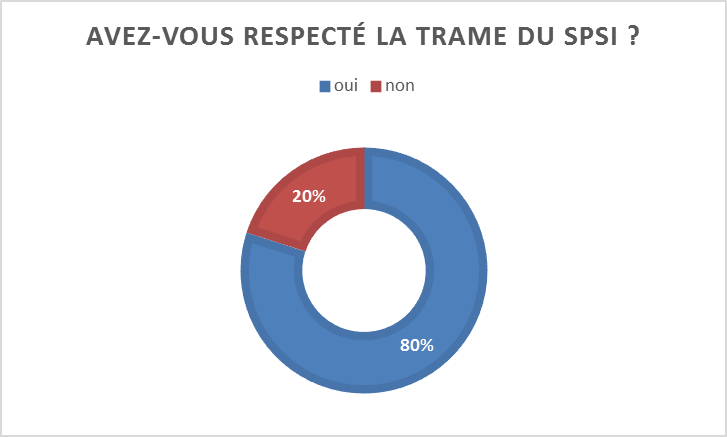 AVEZ-VOUS RESPECTÉ LA TRAME DU SPSI ?
oui non
20%
80%